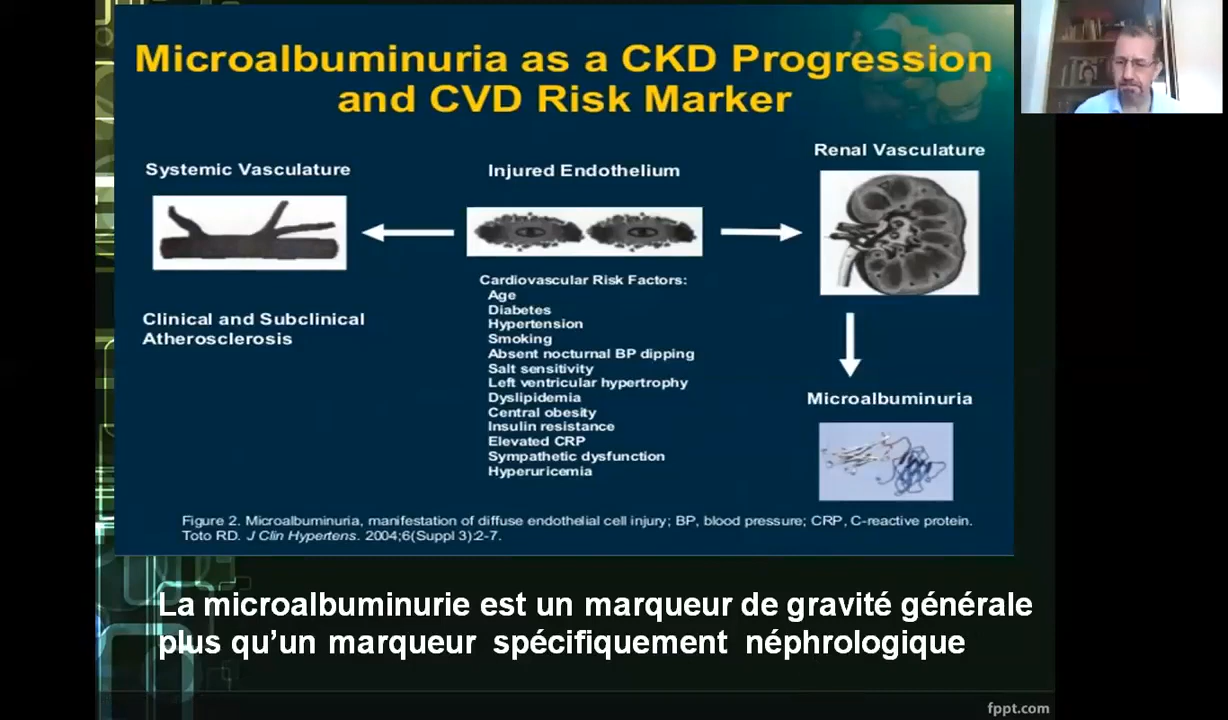 Microalbuminuria as a CKD Progression
and CVD Risk Marker
Systemic Vasculature
Injured Endothelium
Renal Vasculature
Clinical and Subclinical
Atherosclerosis
Cardiovascular Risk Factors:
Age
Diabetes
Hypertension
Smoking
Absent nocturnal BP dipping
Salt sensitivity
Left ventricular hypertrophy
Dyslipidemia
Central obesity
Insulin resistance
Elevated CRP
Sympathetic dysfunction
Hyperuricemia
Microalbuminuria
Figure 2. Microalbuminuria, manifestation of diffuse endothelial cell injury; BP, blood pressure; CRP, C-reactive protein.
Toto RD. J Clin Hypertens. 2004;6(Suppl 3):2-7.
La microalbuminurie est un marqueur de gravité générale
plus qu’un marqueur spécifiquement néphrologique
fppt.com